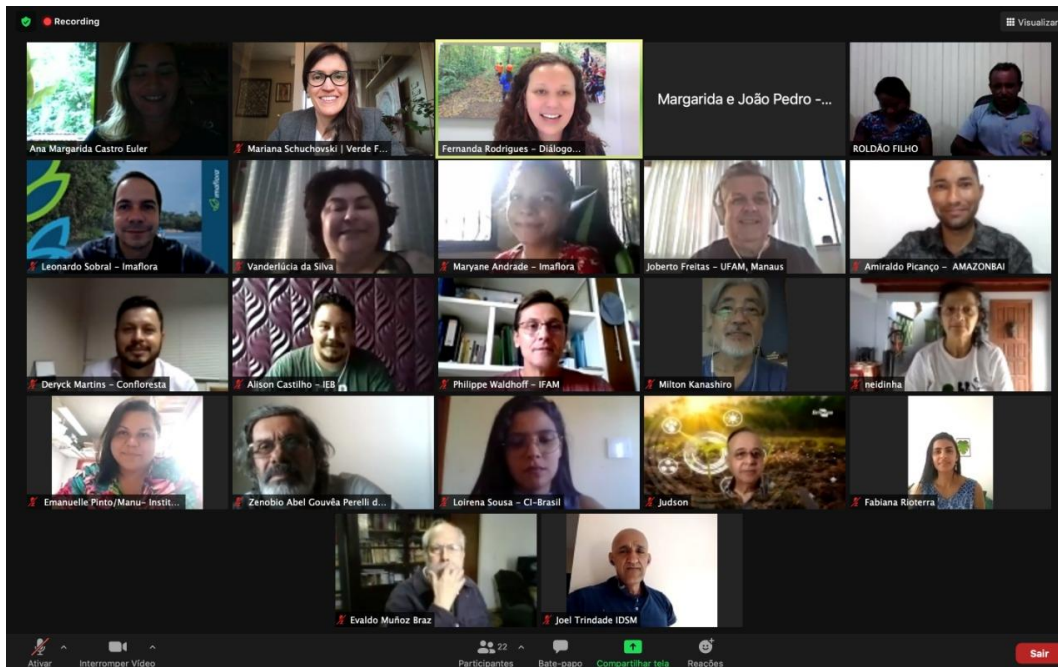 Recording
Visualizar
Ana Margarida Castro Euler
Mariana Schuchovski | Verde F...
Fernanda Rodrigues - Diálogo...
Margarida e João Pedro -...
ROLDÃO FILHO
imaflora
Leonardo Sobral - Imaflora
Vanderlúcia da Silva
Maryane Andrade - Imaflora
Joberto Freitas - UFAM, Manaus
Amiraldo Picanço - AMAZONBAI
Deryck Martins - Confloresta
Alison Castilho - IEB
Philippe Waldhoff - IFAM
Milton Kanashiro
neidinha
Emanuelle Pinto/Manu- Instit...
Zenobio Abel Gouvêa Perelli d...
Loirena Sousa - CI-Brasil
Judson
Fabiana Rioterra
Evaldo Muñoz Braz
Joel Trindade IDSM
Ativar
Interromper Vídeo
Participantes
22
Bate-papo
Compartilhar tela
Reações
Sair